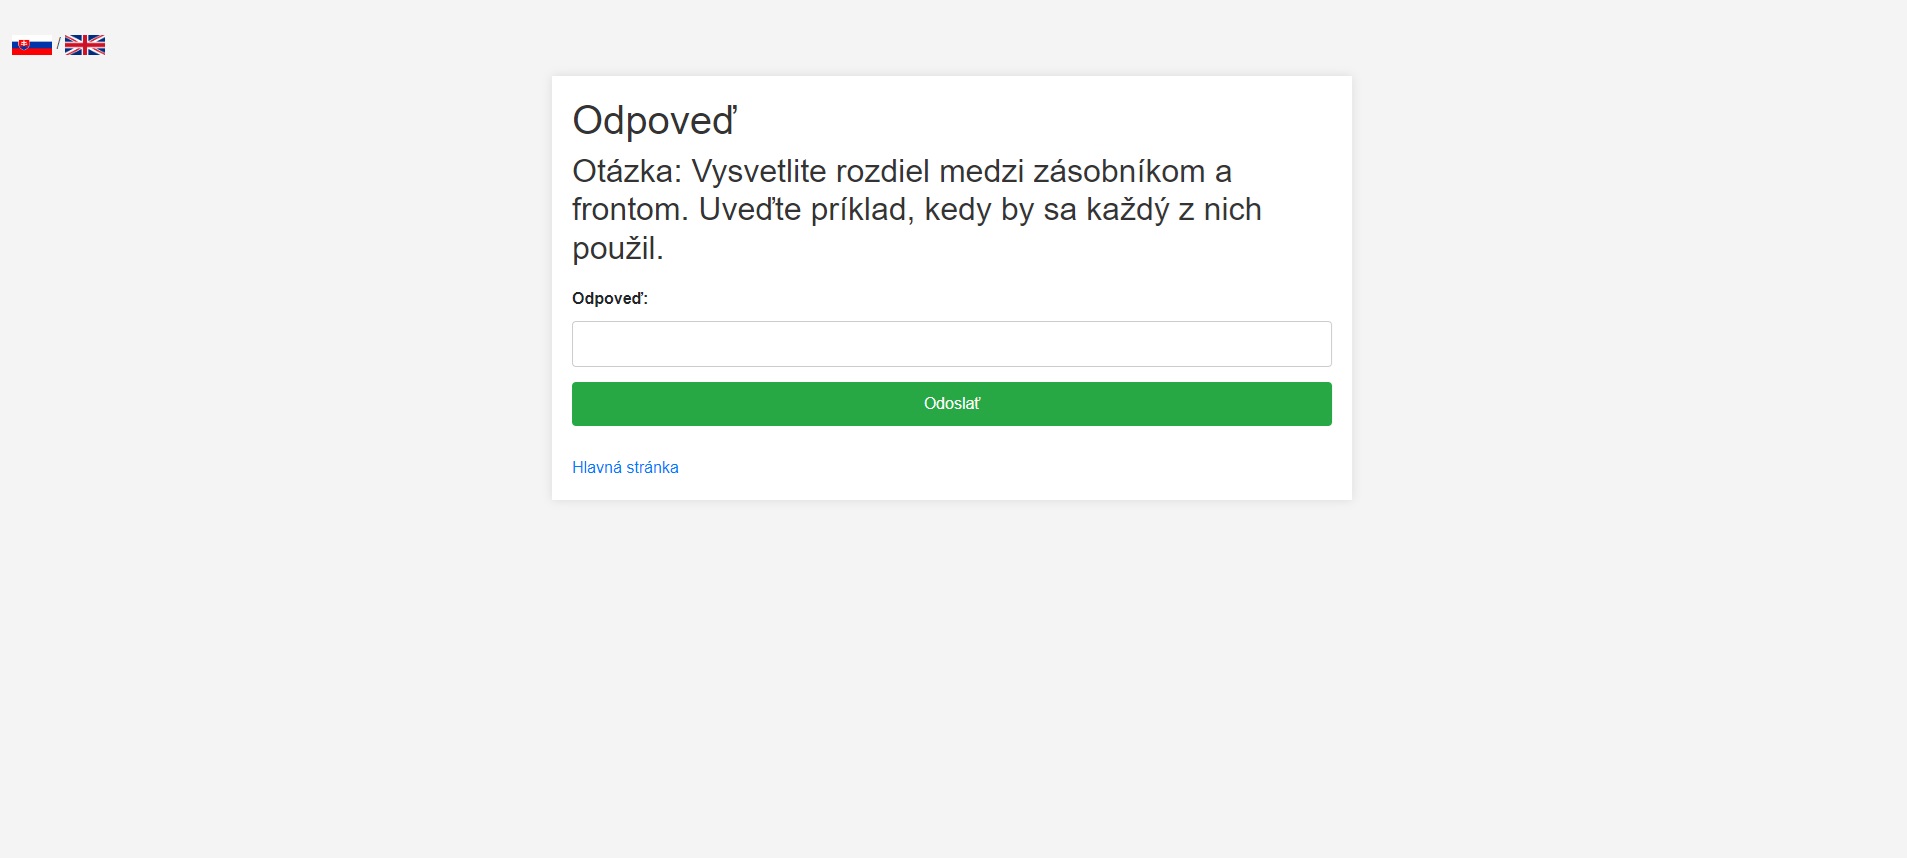 /
Odpoveď
Otázka: Vysvetlite rozdiel medzi zásobníkom a
frontom. Uveďte príklad, kedy by sa každý z nich
použil.
Odpoveď:
Odoslať
Hlavná stránka